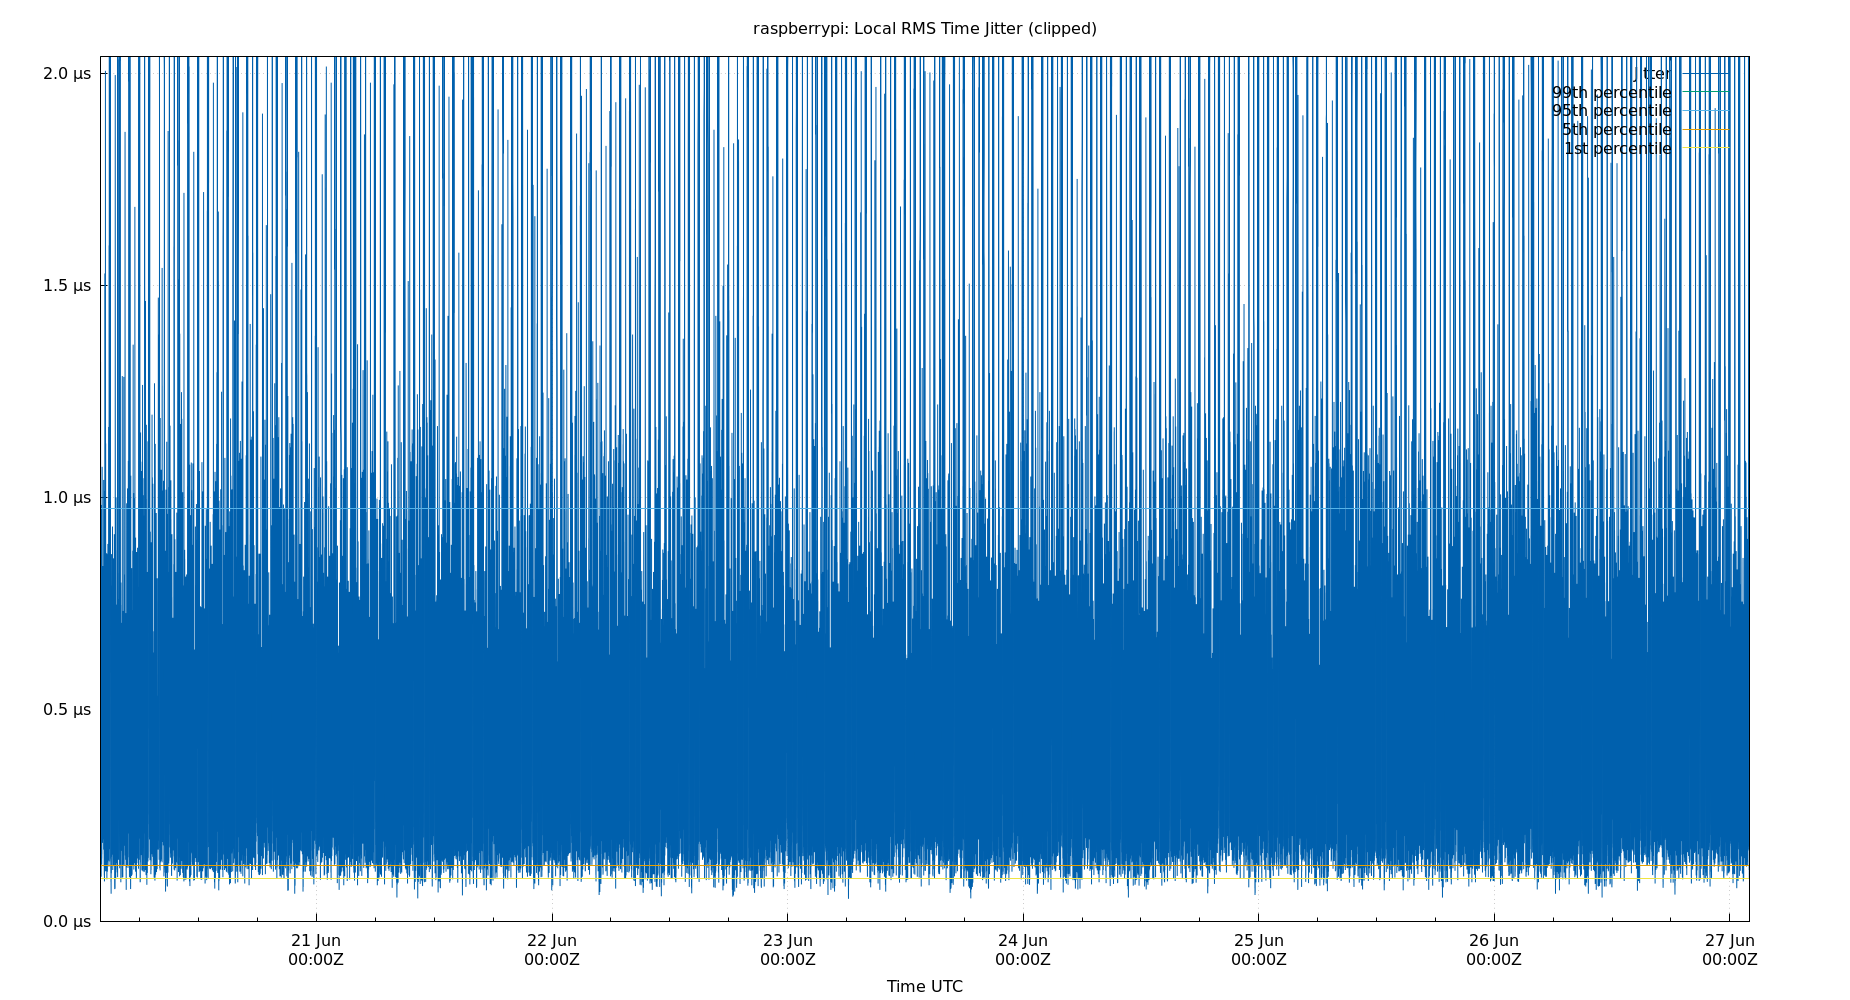 raspberrypi: Local RMS Time Jitter (clipped)
2.0 μs
1.5 μs
1.0 μs
0.5 μs
0.0 μs
jitter
99th percentile
95th percentile
5th percentile
1st percentile
21 Jun 22 Jun 23 Jun 24 Jun 25 Jun 26 Jun 27 Jun
00:00Z 00:00Z 00:00Z 00:00Z 00:00Z 00:00Z 00:00Z
Time UTC